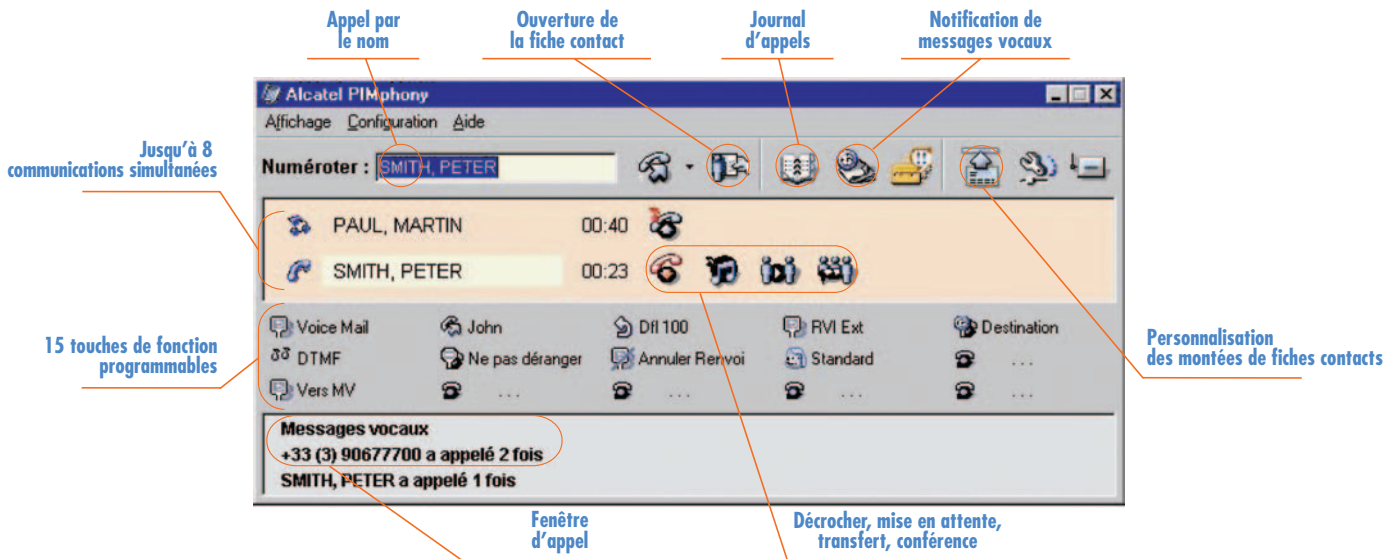 Appel par
le nom
Ouverture de
la fiche contact
Journal
d'appels
Notification de
messages vocaux
Alcatel PIMphony
Affichage Configuration Aide
Jusqu'à 8
communications simultanées
Numéroter : SMITH, PETER
PAUL, MARTIN 00:40
SMITH, PETER 00:23
15 touches de fonction
programmables
Voice Mail John Dfl 100 RVI Ext Destination
DTMF Ne pas déranger Annuler Renvoi Standard ...
Vers MV ... ... ... ...
Personnalisation
des montées de fiches contacts
Messages vocaux
+33 (3) 90677700 a appelé 2 fois
SMITH, PETER a appelé 1 fois
Fenêtre
d'appel
Décrocher, mise en attente,
transfert, conférence